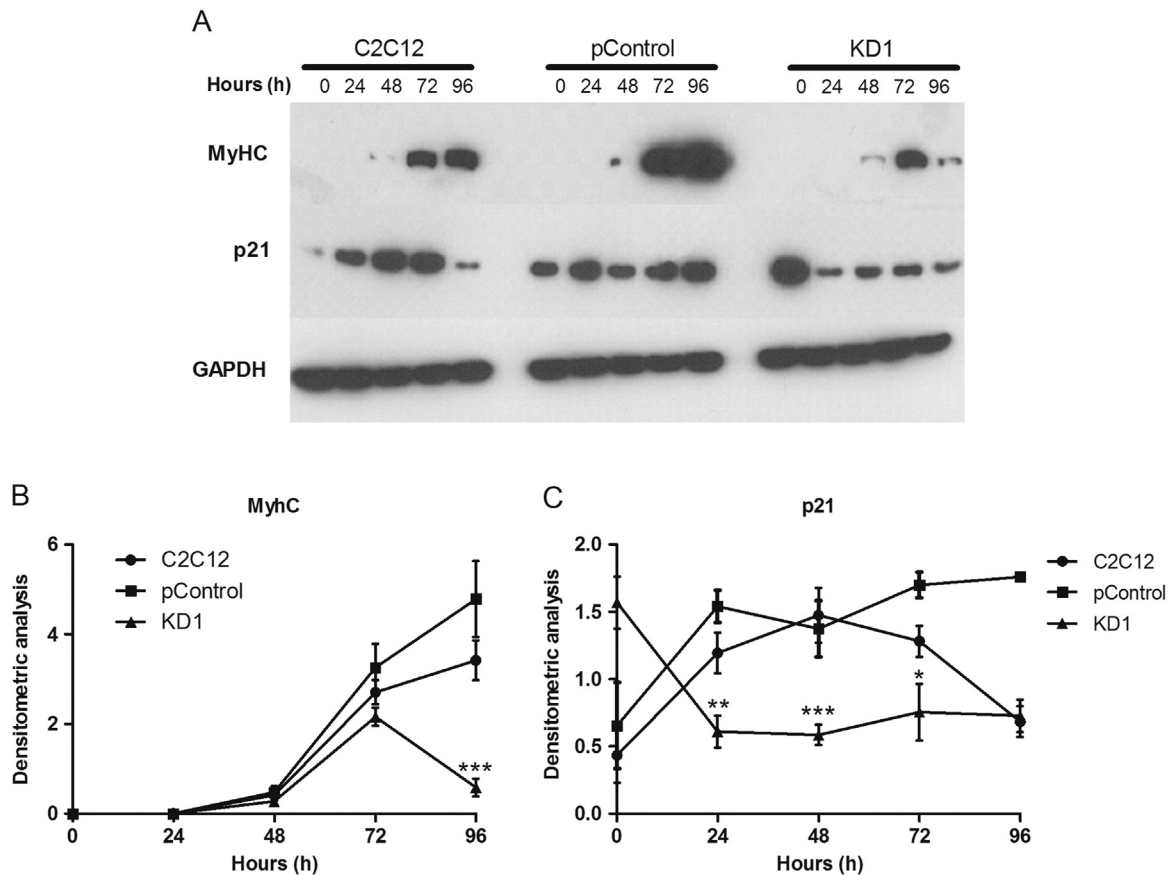 A
C2C12 pControl KD1
Hours (h) 0 24 48 72 96 0 24 48 72 96 0 24 48 72 96
MyHC
p21
GAPDH
B
MyhC
C2C12
pControl
KD1
Densitometric analysis
6
4
2
0
***
0 24 48 72 96
Hours (h)
C
p21
C2C12
pControl
KD1
Densitometric analysis
2.0
1.5
1.0
0.5
0.0
** *** *
0 24 48 72 96
Hours (h)